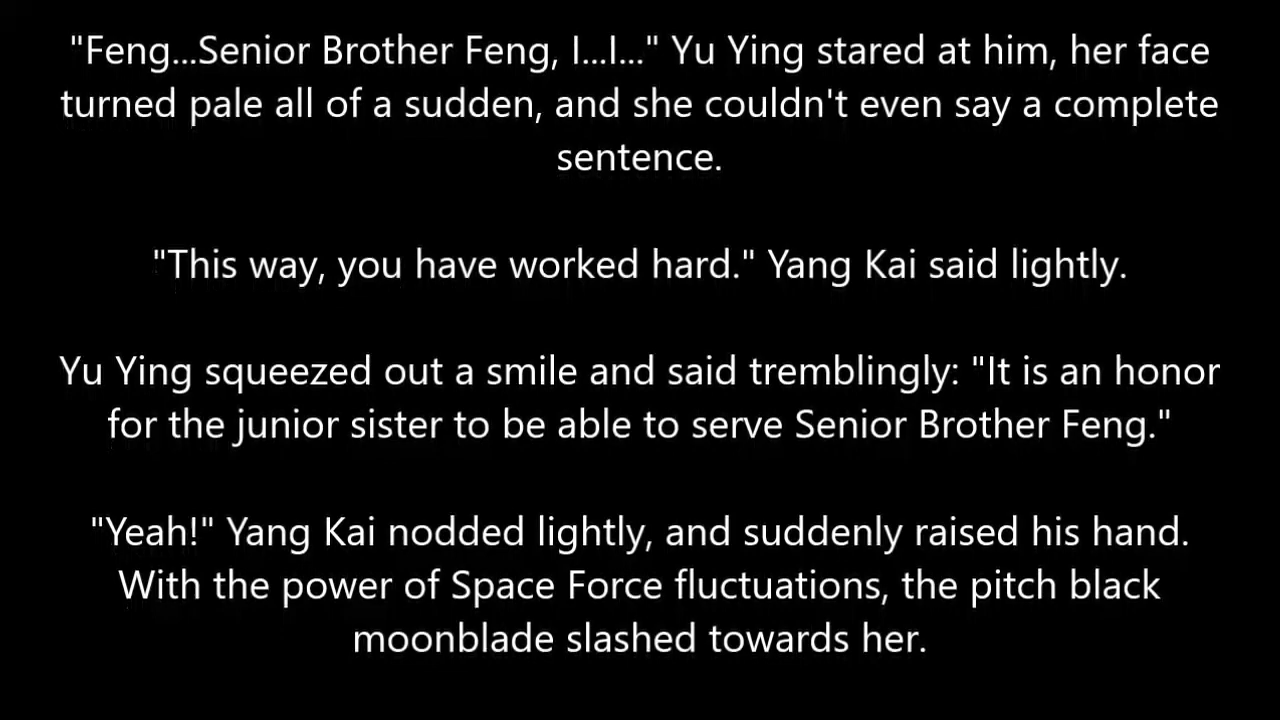 "Feng...Senior Brother Feng, I...I..." Yu Ying stared at him, her face
turned pale all of a sudden, and she couldn't even say a complete
sentence.
"This way, you have worked hard." Yang Kai said lightly.
Yu Ying squeezed out a smile and said tremblingly: "It is an honor
for the junior sister to be able to serve Senior Brother Feng."
"Yeah!" Yang Kai nodded lightly, and suddenly raised his hand.
With the power of Space Force fluctuations, the pitch black
moonblade slashed towards her.